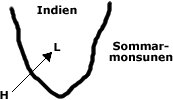 Indien
L
Sommar-
monsunen
H